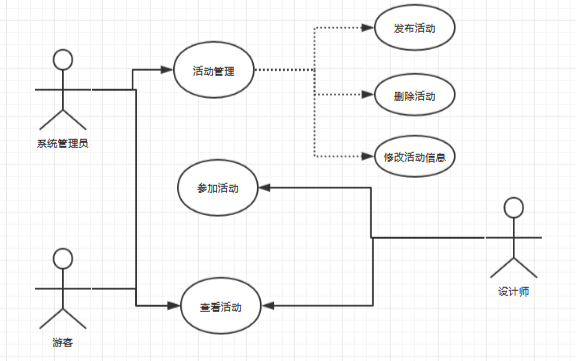 发布活动
活动管理
删除活动
系统管理员
修改活动信息
参加活动
设计师
查看活动
游客